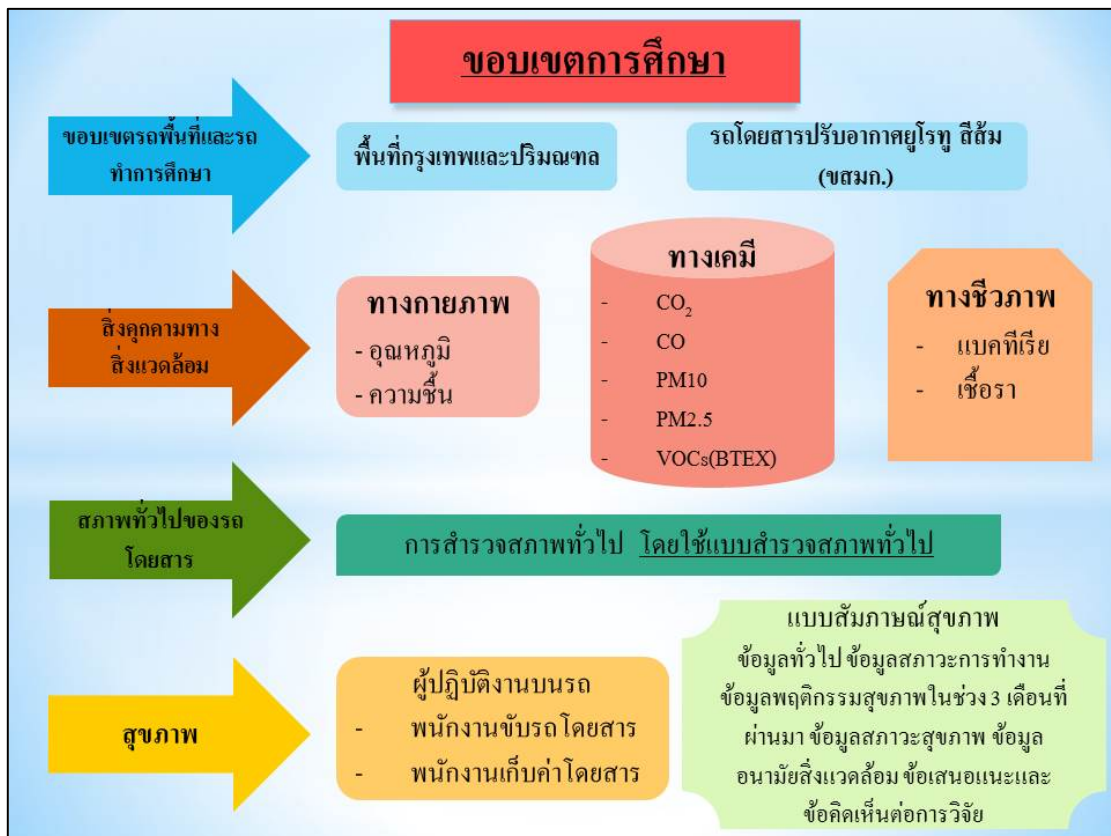 ขอบเขตการศึกษา
ขอบเขตรถพื้นที่และรถ
ทำการศึกษา
พื้นที่กรุงเทพและปริมณฑล
รถโดยสารปรับอากาศยูโรทู สีส้ม
(ขสมก.)
สิ่งคุกคามทาง
สิ่งแวดล้อม
ทางกายภาพ
- อุณหภูมิ
- ความชื้น
ทางเคมี
- CO₂
- CO
- PM10
- PM2.5
- VOCs(BTEX)
ทางชีวภาพ
- แบคทีเรีย
- เชื้อรา
สภาพทั่วไปของรถ
โดยสาร
การสำรวจสภาพทั่วไป โดยใช้แบบสำรวจสภาพทั่วไป
สุขภาพ
ผู้ปฏิบัติงานบนรถ
- พนักงานขับรถโดยสาร
- พนักงานเก็บค่าโดยสาร
แบบสัมภาษณ์สุขภาพ
ข้อมูลทั่วไป ข้อมูลสภาวะการทำงาน
ข้อมูลพฤติกรรมสุขภาพในช่วง 3 เดือนที่
ผ่านมา ข้อมูลสภาวะสุขภาพ ข้อมูล
อนามัยสิ่งแวดล้อม ข้อเสนอแนะและ
ข้อคิดเห็นต่อการวิจัย